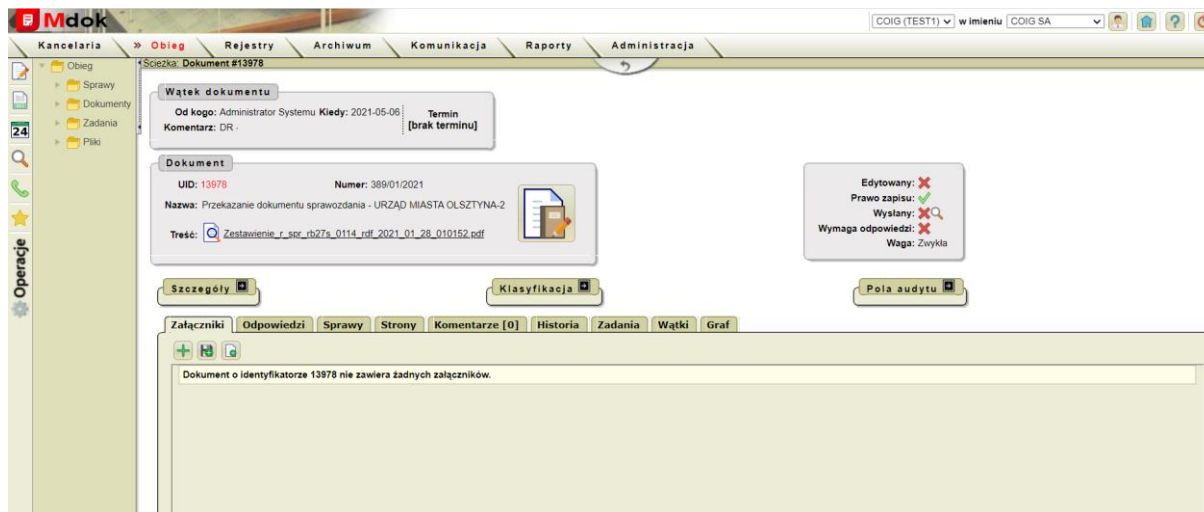 Mdok
COIG (TEST1) w imieniu COIG SA
Kancelaria » Obieg Rejestry Archiwum Komunikacja Raporty Administracja
Obieg
Sprawy
Dokumenty
Zadania
Pliki
24
Operacje
Ścieżka: Dokument #13978
Wątek dokumentu
Od kogo: Administrator Systemu Kiedy: 2021-05-06 Termin
Komentarz: DR - [brak terminu]
Dokument
UID: 13978 Numer: 389/01/2021
Nazwa: Przekazanie dokumentu sprawozdania - URZĄD MIASTA OLSZTYNA-2
Treść: Zestawienie_r_spr_rb27s_0114_rdf_2021_01_28_010152.pdf
Edytowany:
Prawo zapisu:
Wysłany:
Wymaga odpowiedzi:
Waga: Zwykła
Szczegóły Klasyfikacja Pola audytu
Załączniki Odpowiedzi Sprawy Strony Komentarze [0] Historia Zadania Wątki Graf
Dokument o identyfikatorze 13978 nie zawiera żadnych załączników.